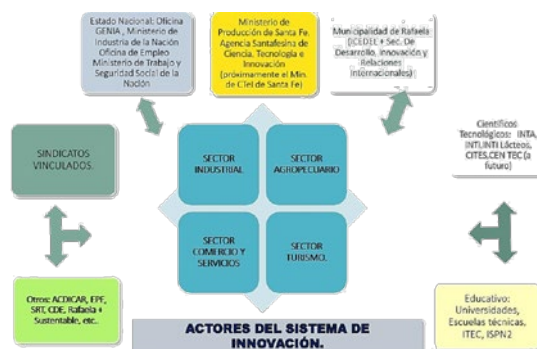 Estado Nacional: Oficina
GENIA , Ministerio de
Industria de la Nación
Oficina de Empleo
Ministerio de Trabajo y
Seguridad Social de la
Nación
Ministerio de
Producción de Santa Fe,
Agencia Santafesina de
Ciencia, Tecnología e
Innovación
(próximamente el Min.
de CTeI de Santa Fe)
Municipalidad de Rafaela
(ICEDEL + Sec. De
Desarrollo, Innovación y
Relaciones
Internacionales)
SINDICATOS
VINCULADOS.
SECTOR
INDUSTRIAL
SECTOR
AGROPECUARIO
Científicos
Tecnológicos: INTA,
INTI,INTI Lácteos,
CITES,CEN TEC (a
futuro)
SECTOR
COMERCIO Y
SERVICIOS
SECTOR
TURISMO.
Otros: ACDICAR, EPE,
SRT, CDE, Rafaela +
Sustentable, etc.
Educativo:
Universidades,
Escuelas técnicas,
ITEC, ISPN2
ACTORES DEL SISTEMA DE
INNOVACIÓN.